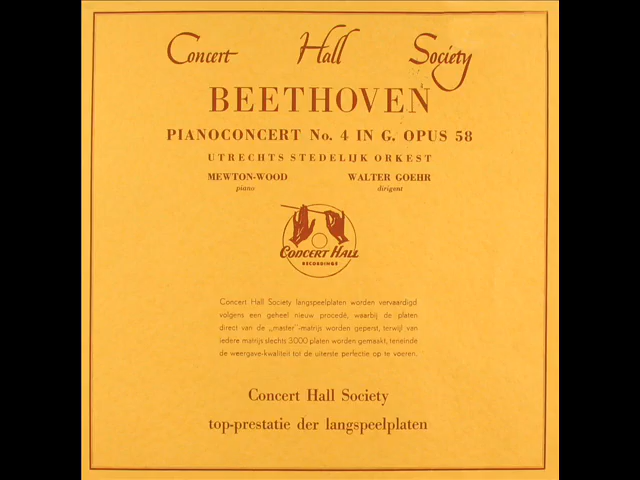 Concert Hall Society
BEETHOVEN
PIANOCONCERT No. 4 IN G. OPUS 58
UTRECHTS STEDELIJK ORKEST
MEWTON-WOOD WALTER GOEHR
piano dirigent
CONCERT HALL
RECORDINGS
Concert Hall Society langspeelplaten worden vervaardigd
volgens een geheel nieuw procedé, waarbij de platen
direct van de „master"-matrijs worden geperst, terwijl van
iedere matrijs slechts 3000 platen worden gemaakt, teneinde
de weergave-kwaliteit tot de uiterste perfectie op te voeren.
Concert Hall Society
top-prestatie der langspeelplaten